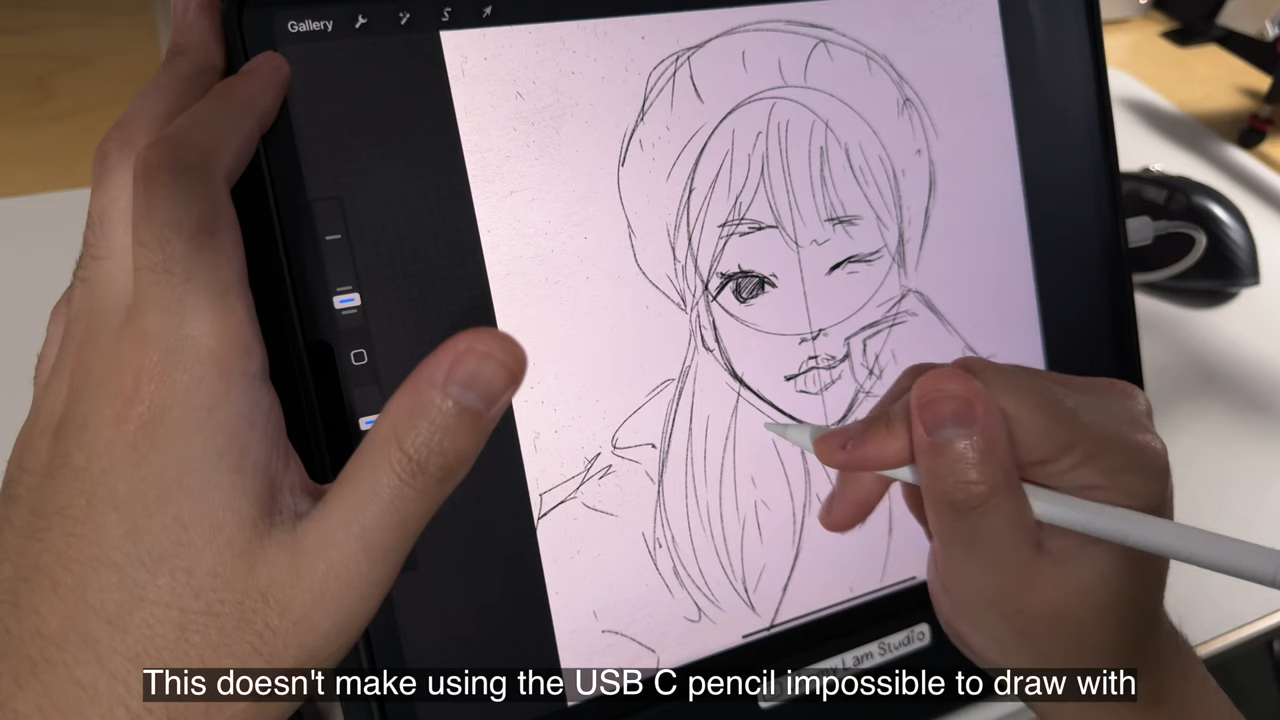 Gallery
Lam Studio
This doesn't make using the USB C pencil impossible to draw with